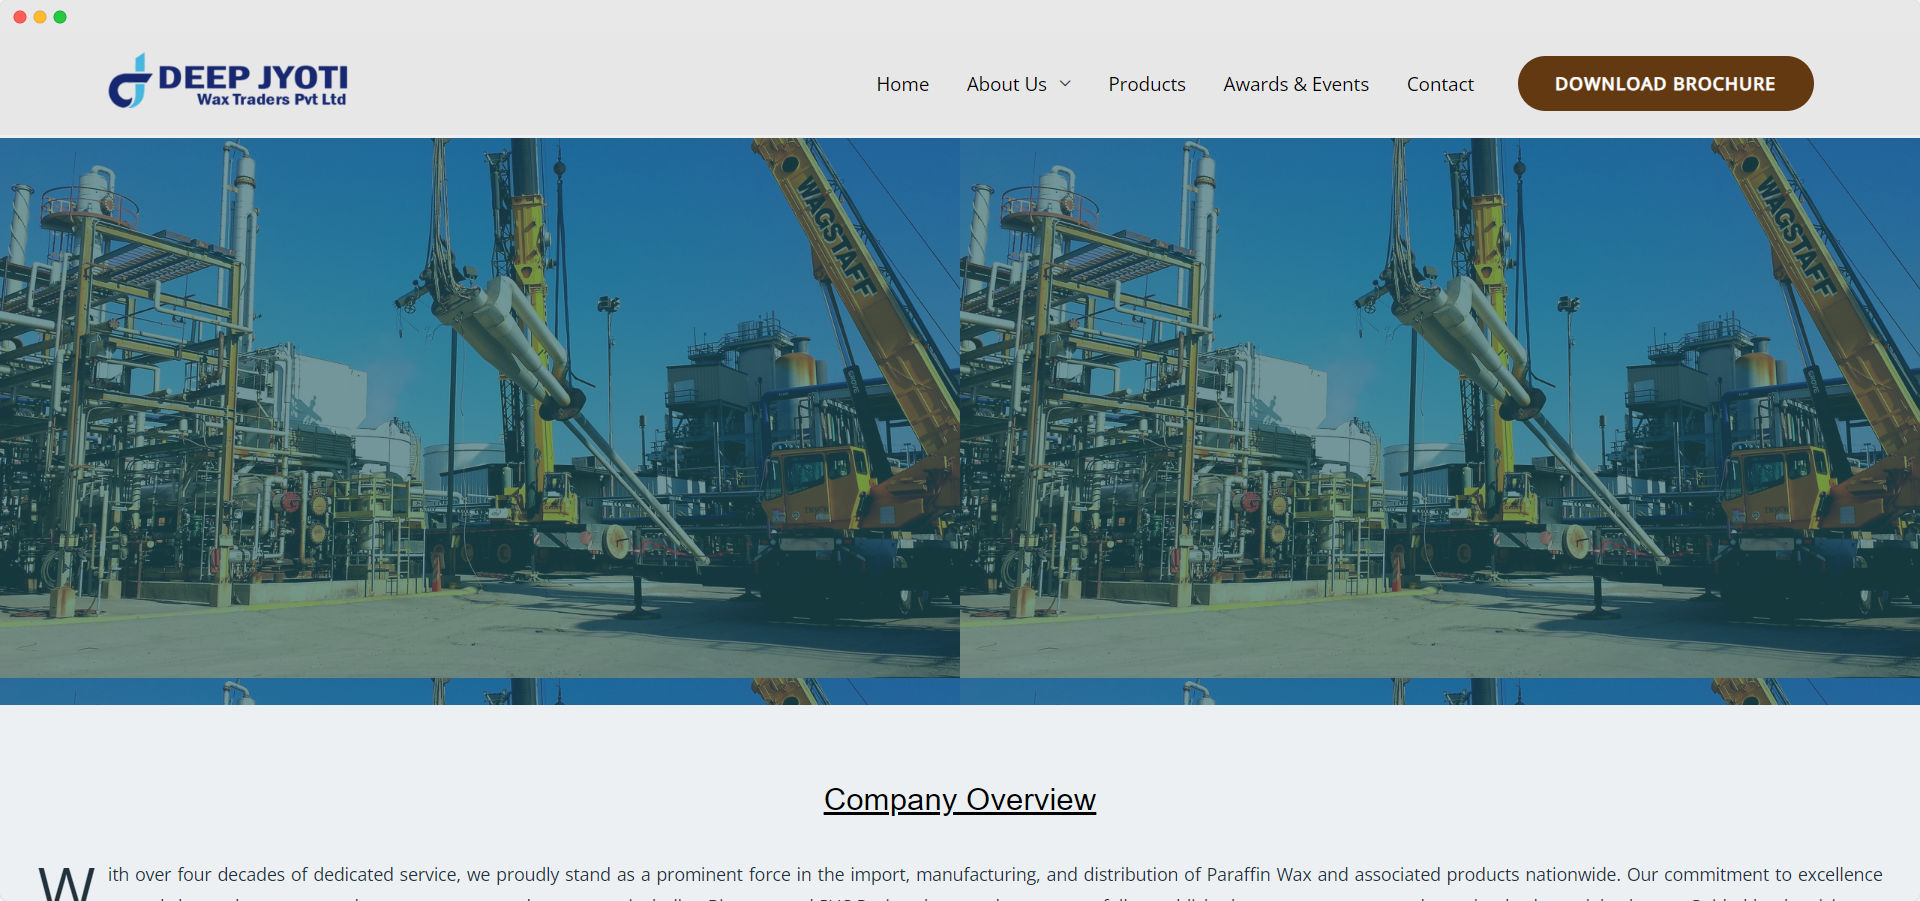 DEEP JYOTI
Wax Traders Pvt Ltd
Home
About Us
Products
Awards & Events
Contact
DOWNLOAD BROCHURE
WAGSTAFF
WAGSTAFF
Company Overview
With over four decades of dedicated service, we proudly stand as a prominent force in the import, manufacturing, and distribution of Paraffin Wax and associated products nationwide. Our commitment to excellence